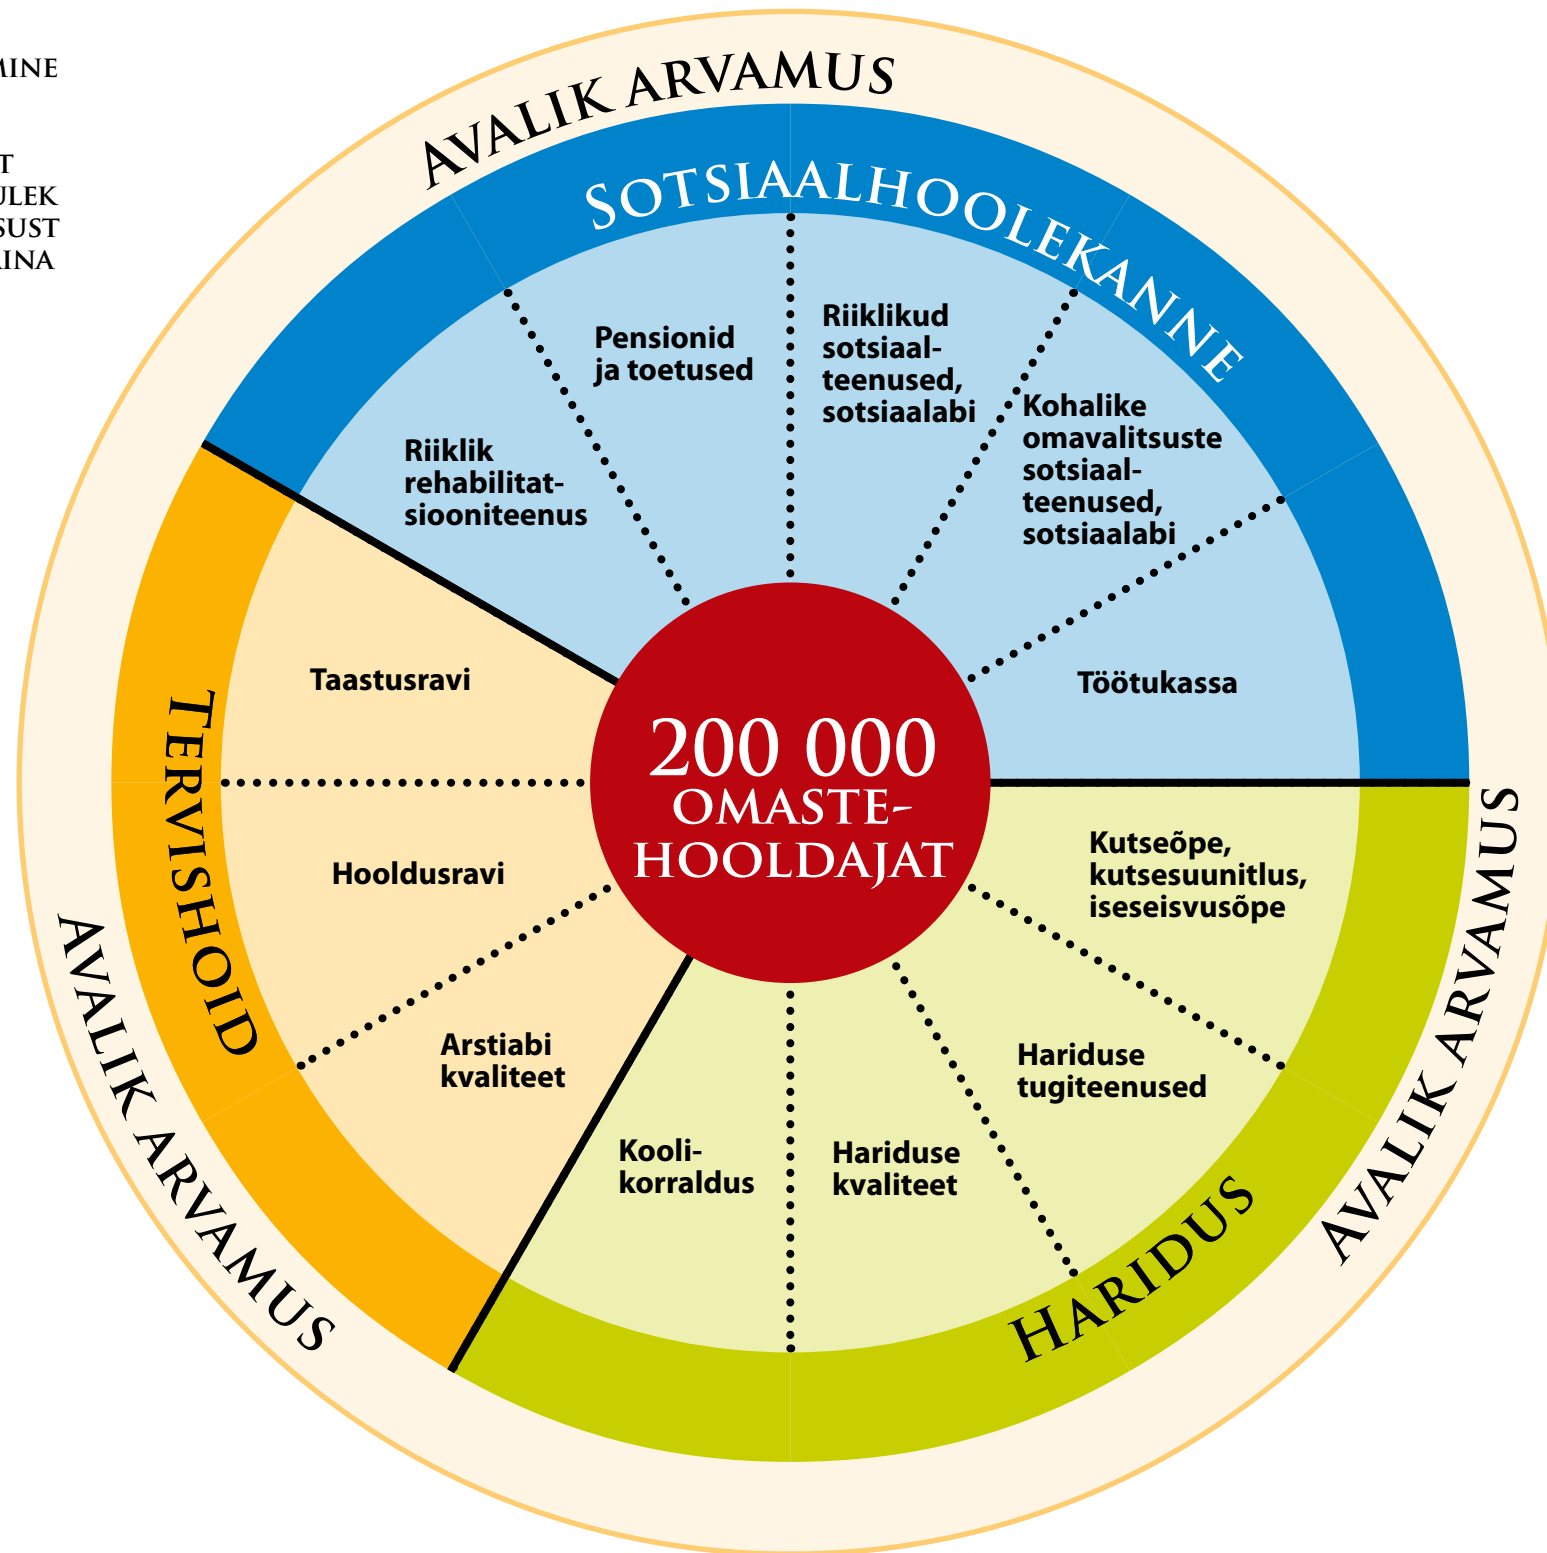 AVALIK ARVAMUS
SOTSIAALHOOLEKANNE
Pensionid
ja toetused
Riiklikud
sotsiaal-
teenused,
sotsiaalabi
Kohalike
omavalitsuste
sotsiaal-
teenused,
sotsiaalabi
Riiklik
rehabilitat-
siooniteenus
Töötukassa
Taastusravi
TERVISHOID
Hooldusravi
Arstiabi
kvaliteet
200 000
OMASTE-
HOOLDAJAT
Kutseõpe,
kutsesuunitlus,
iseseisvusõpe
Hariduse
tugiteenused
Hariduse
kvaliteet
Kooli-
korraldus
HARIDUS
AVALIK ARVAMUS
AVALIK ARVAMUS